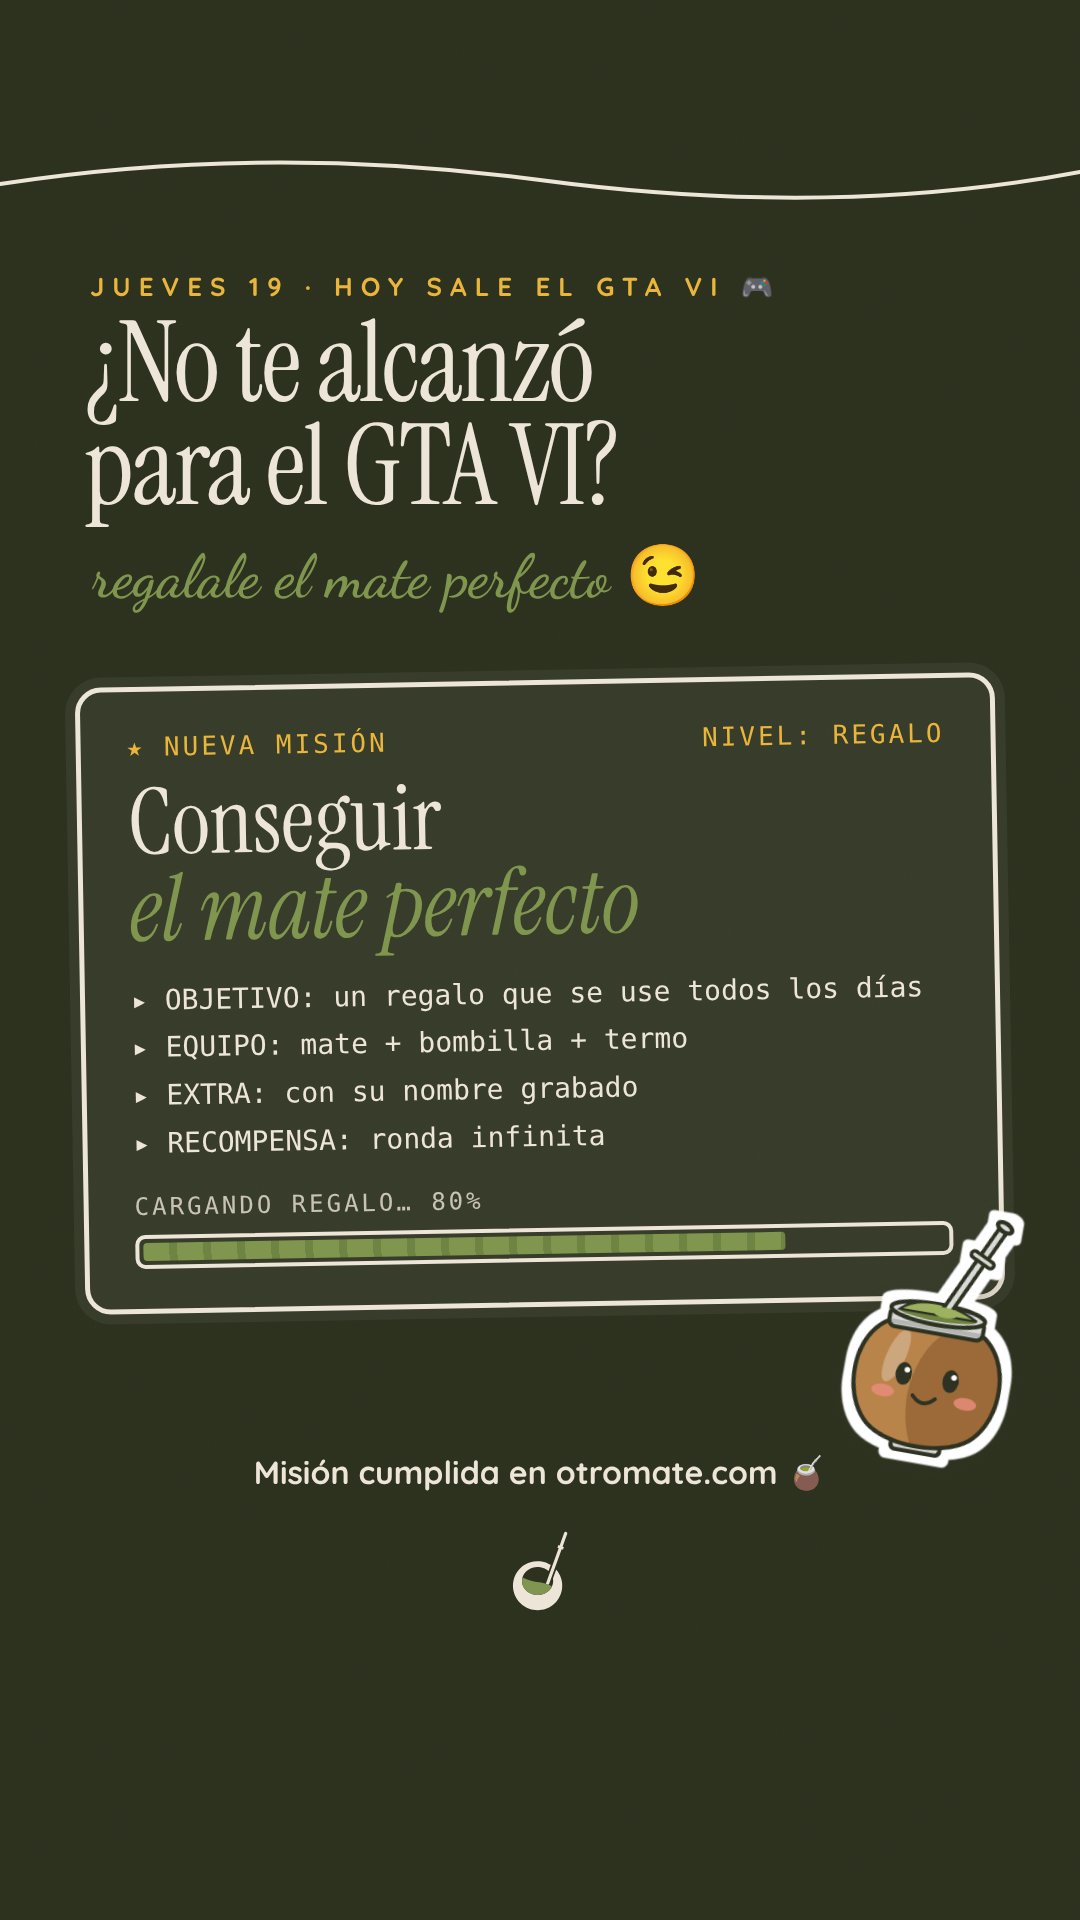 JUEVES 19 · HOY SALE EL GTA VI 🎮
¿No te alcanzó
para el GTA VI?
regalale el mate perfecto 😉
★ NUEVA MISIÓN
NIVEL: REGALO
Conseguir
el mate perfecto
▸ OBJETIVO: un regalo que se use todos los días
▸ EQUIPO: mate + bombilla + termo
▸ EXTRA: con su nombre grabado
▸ RECOMPENSA: ronda infinita
CARGANDO REGALO… 80%
Misión cumplida en otromate.com 🧉